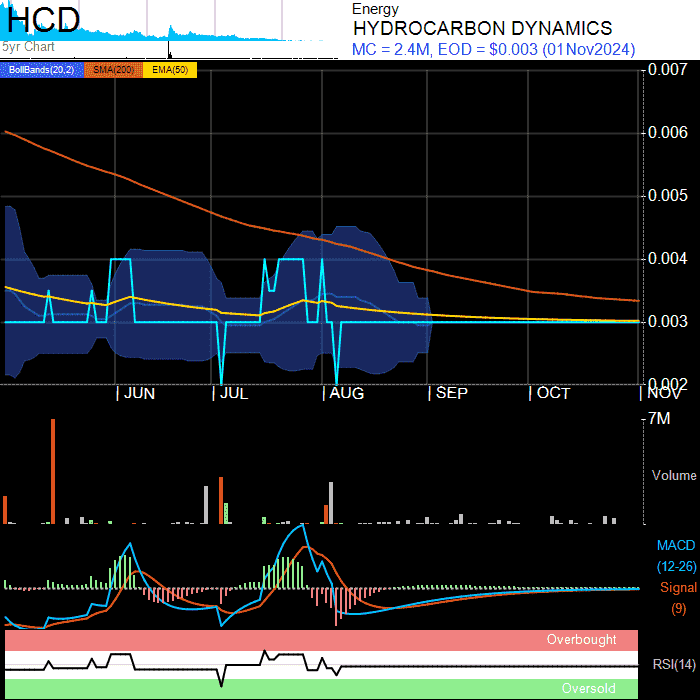 HCD
5yr Chart
Energy
HYDROCARBON DYNAMICS
MC = 2.4M, EOD = $0.003 (01Nov2024)
BollBands(20,2) SMA(200) EMA(50)
0.007
0.006
0.005
0.004
0.003
0.002
JUN JUL AUG SEP OCT NOV
7M
Volume
MACD
(12-26)
Signal
(9)
Overbought
RSI(14)
Oversold